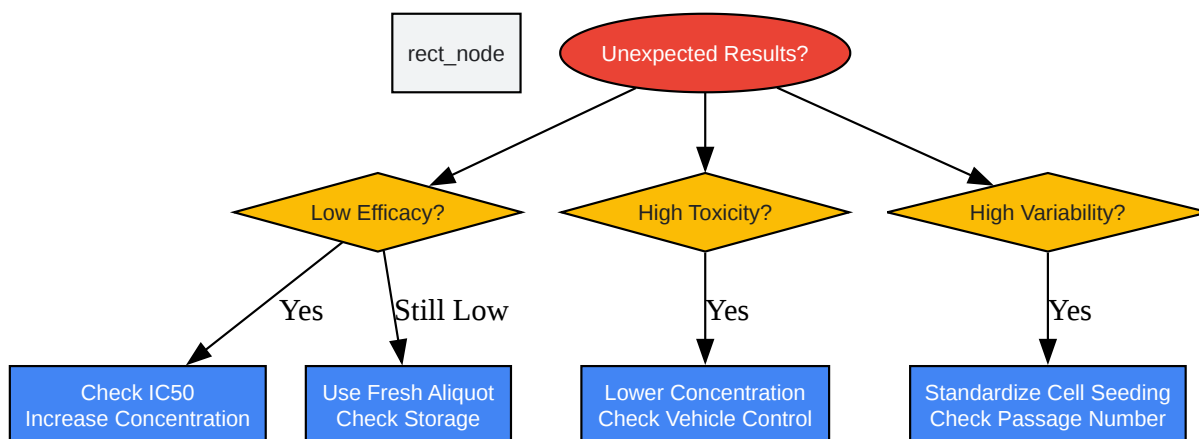 rect_node
Unexpected Results?
Low Efficacy?
High Toxicity?
High Variability?
Yes
Still Low
Yes
Yes
Check IC50
Increase Concentration
Use Fresh Aliquot
Check Storage
Lower Concentration
Check Vehicle Control
Standardize Cell Seeding
Check Passage Number